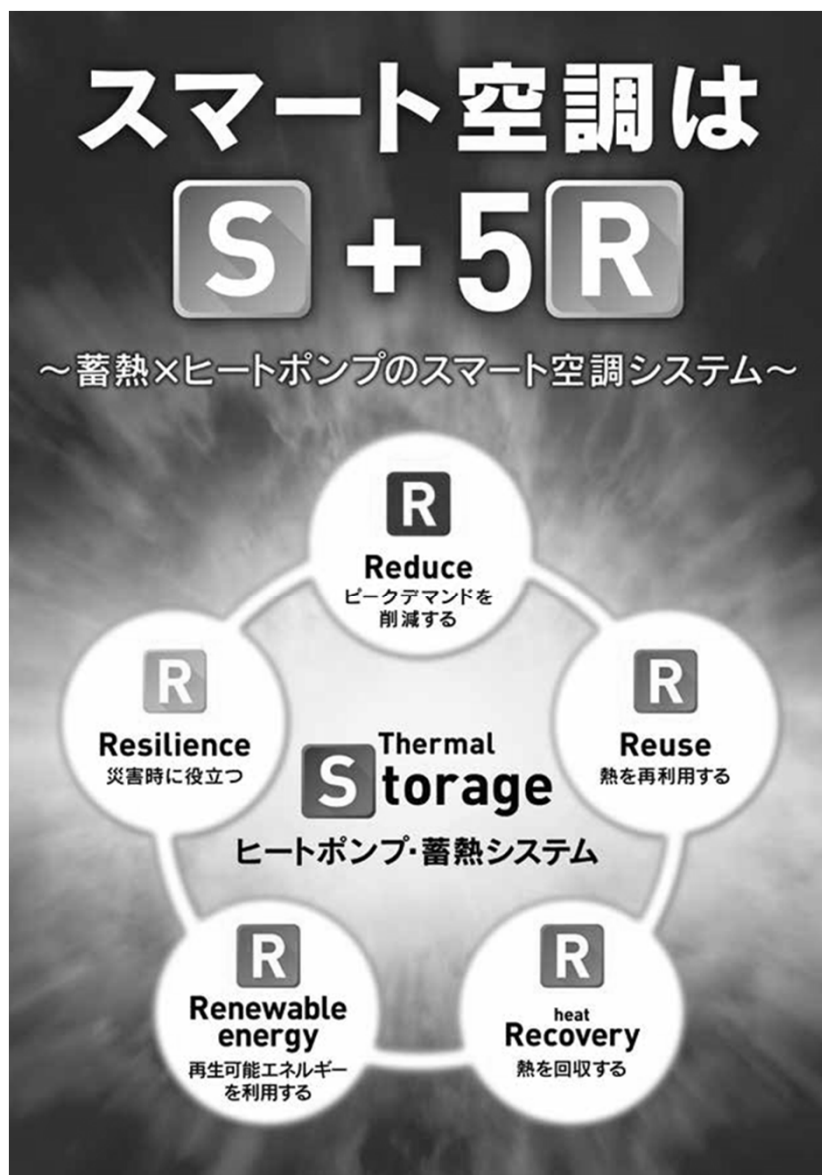 スマート空調は
S+5R
～蓄熱×ヒートポンプのスマート空調システム～
R
Reduce
ピークデマンドを
削減する
R
Resilience
災害時に役立つ
R
Reuse
熱を再利用する
Thermal
Storage
ヒートポンプ・蓄熱システム
R
Renewable
energy
再生可能エネルギー
を利用する
R
heat
Recovery
熱を回収する